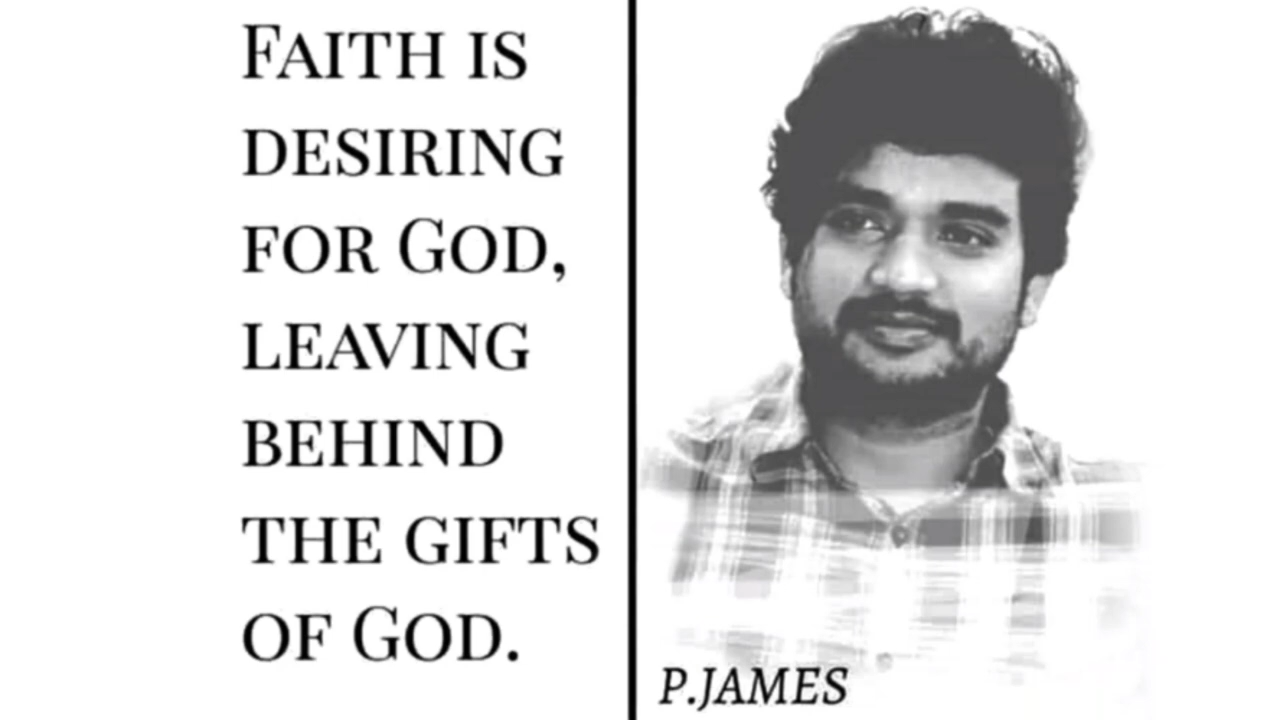 Faith is
desiring
for God,
leaving
behind
the gifts
of God.
P.JAMES